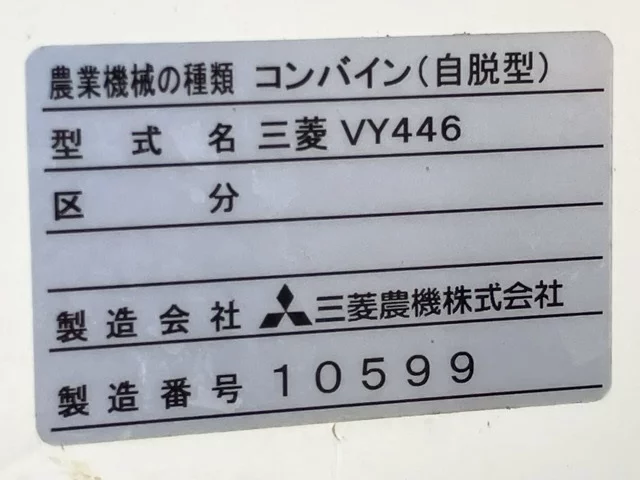 農業機械の種類 コンバイン(自脱型)
型式名 三菱 VY446
区分
製造会社 三菱農機株式会社
製造番号 10599